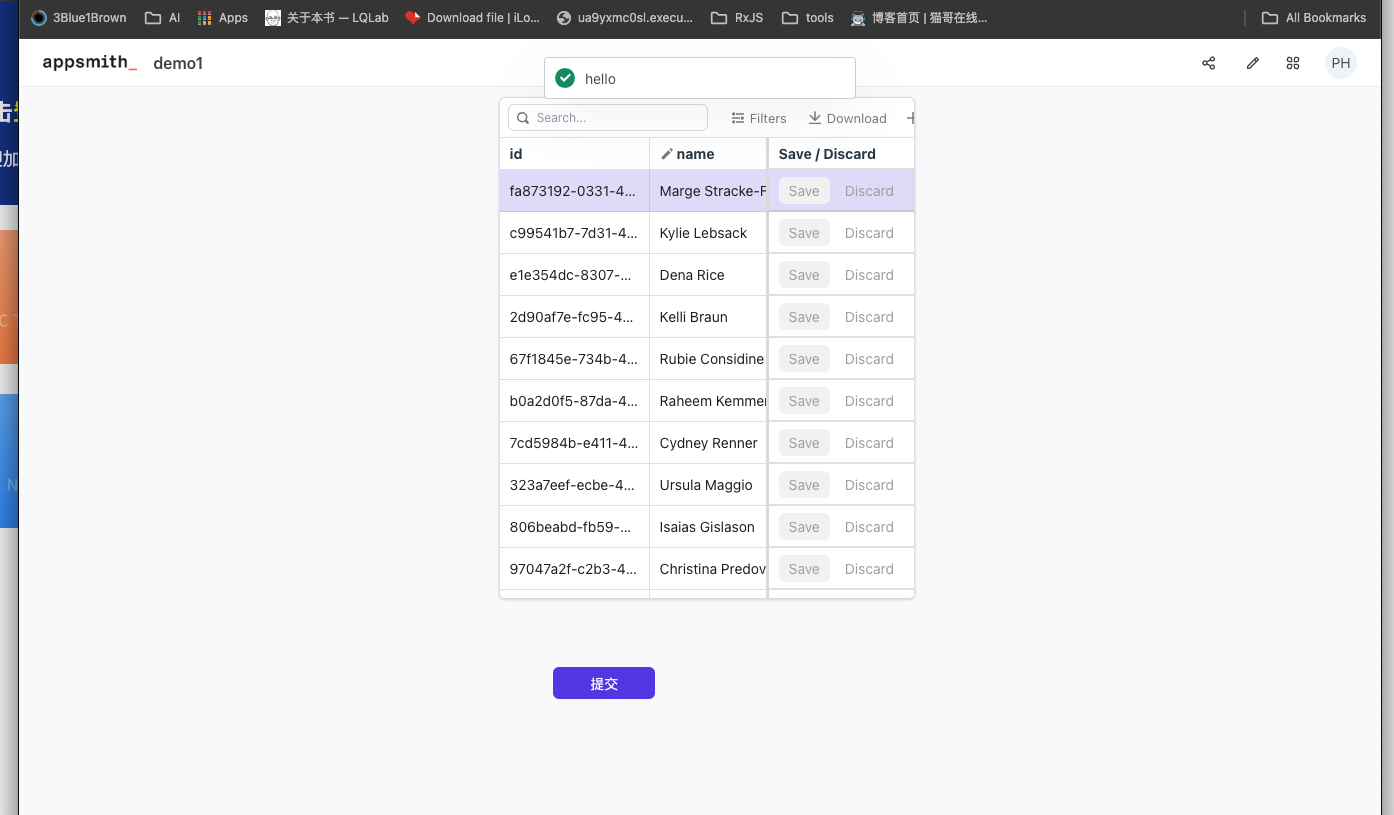 3Blue1Brown AI Apps 关于本书 — LQLab Download file | iLo... ua9yxmc0sl.execu... RxJS tools 博客首页 | 猫哥在线... All Bookmarks
appsmith_ demo1 PH
hello
Search... Filters Download
id name Save / Discard
fa873192-0331-4... Marge Stracke-F Save Discard
c99541b7-7d31-4... Kylie Lebsack Save Discard
e1e354dc-8307-... Dena Rice Save Discard
2d90af7e-fc95-4... Kelli Braun Save Discard
67f1845e-734b-4... Rubie Considine Save Discard
b0a2d0f5-87da-4... Raheem Kemmer Save Discard
7cd5984b-e411-4... Cydney Renner Save Discard
323a7eef-ecbe-4... Ursula Maggio Save Discard
806beabd-fb59-... Isaias Gislason Save Discard
97047a2f-c2b3-4... Christina Predov Save Discard
提交